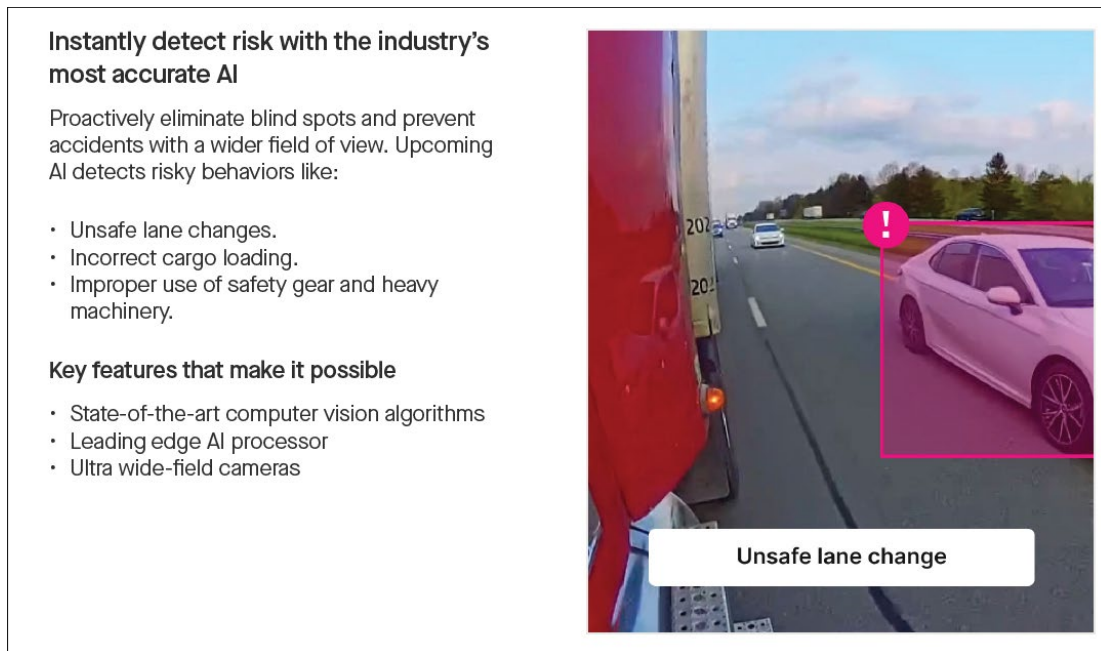 Instantly detect risk with the industry's
most accurate AI
Proactively eliminate blind spots and prevent
accidents with a wider field of view. Upcoming
AI detects risky behaviors like:
• Unsafe lane changes.
• Incorrect cargo loading.
• Improper use of safety gear and heavy
machinery.
Key features that make it possible
• State-of-the-art computer vision algorithms
• Leading edge AI processor
• Ultra wide-field cameras
202
!
Unsafe lane change